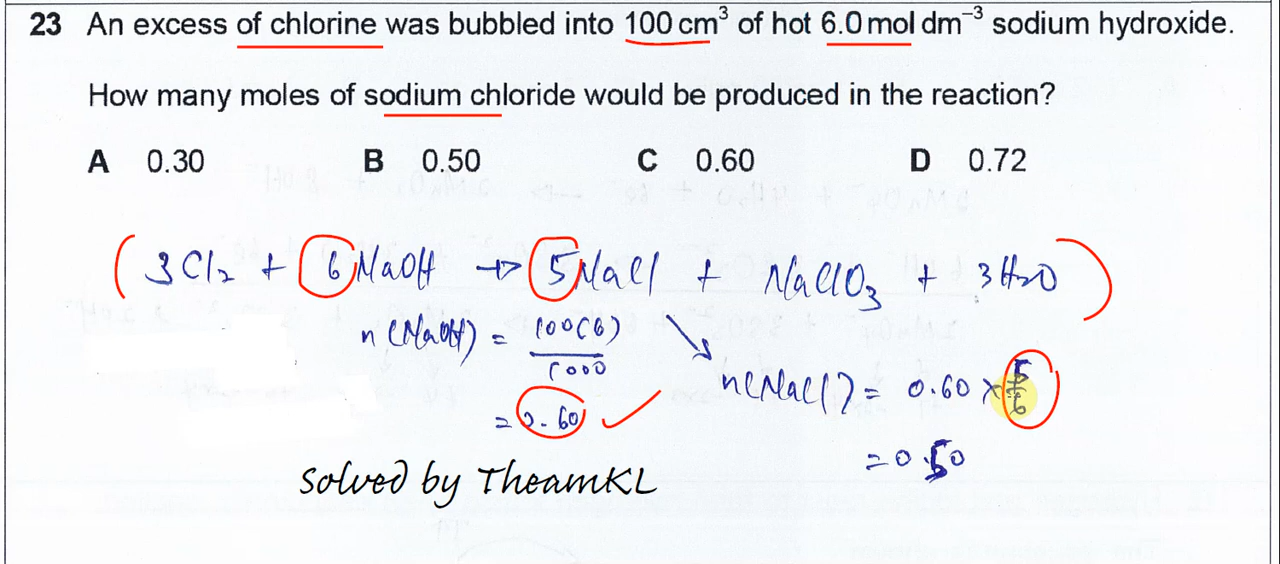 23 An excess of chlorine was bubbled into 100 cm³ of hot 6.0 mol dm⁻³ sodium hydroxide.
How many moles of sodium chloride would be produced in the reaction?
A 0.30 B 0.50 C 0.60 D 0.72
( 3Cl₂ + 6NaOH → 5NaCl + NaClO₃ + 3H₂O )
n(NaOH) = 100(6)/1000
n(NaCl) = 0.60 × 5/6
= 0.60 ✓
= 0.50
Solved by TheamKL